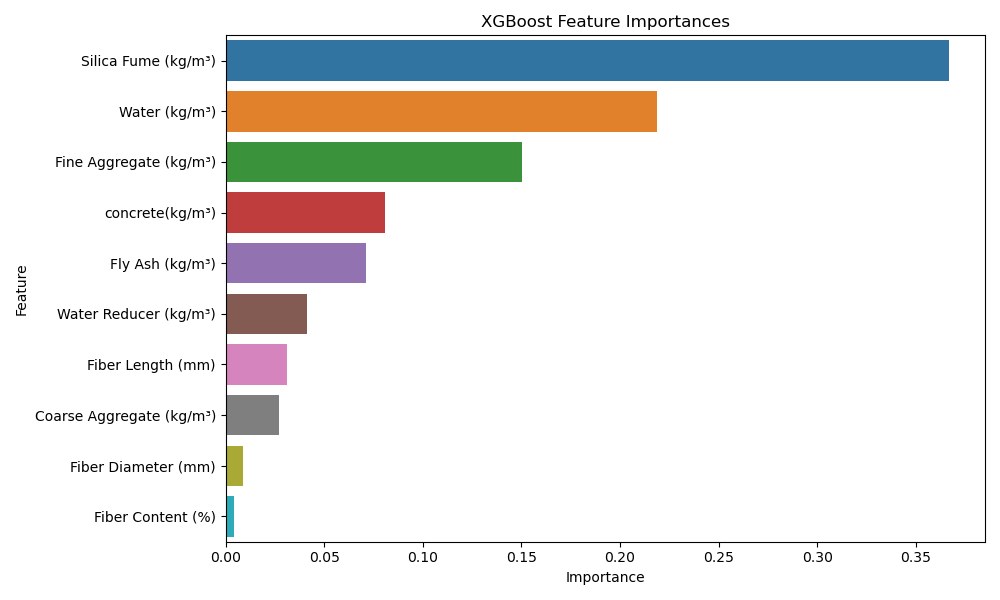 XGBoost Feature Importances
Feature
Silica Fume (kg/m³)
Water (kg/m³)
Fine Aggregate (kg/m³)
concrete(kg/m³)
Fly Ash (kg/m³)
Water Reducer (kg/m³)
Fiber Length (mm)
Coarse Aggregate (kg/m³)
Fiber Diameter (mm)
Fiber Content (%)
0.00 0.05 0.10 0.15 0.20 0.25 0.30 0.35
Importance